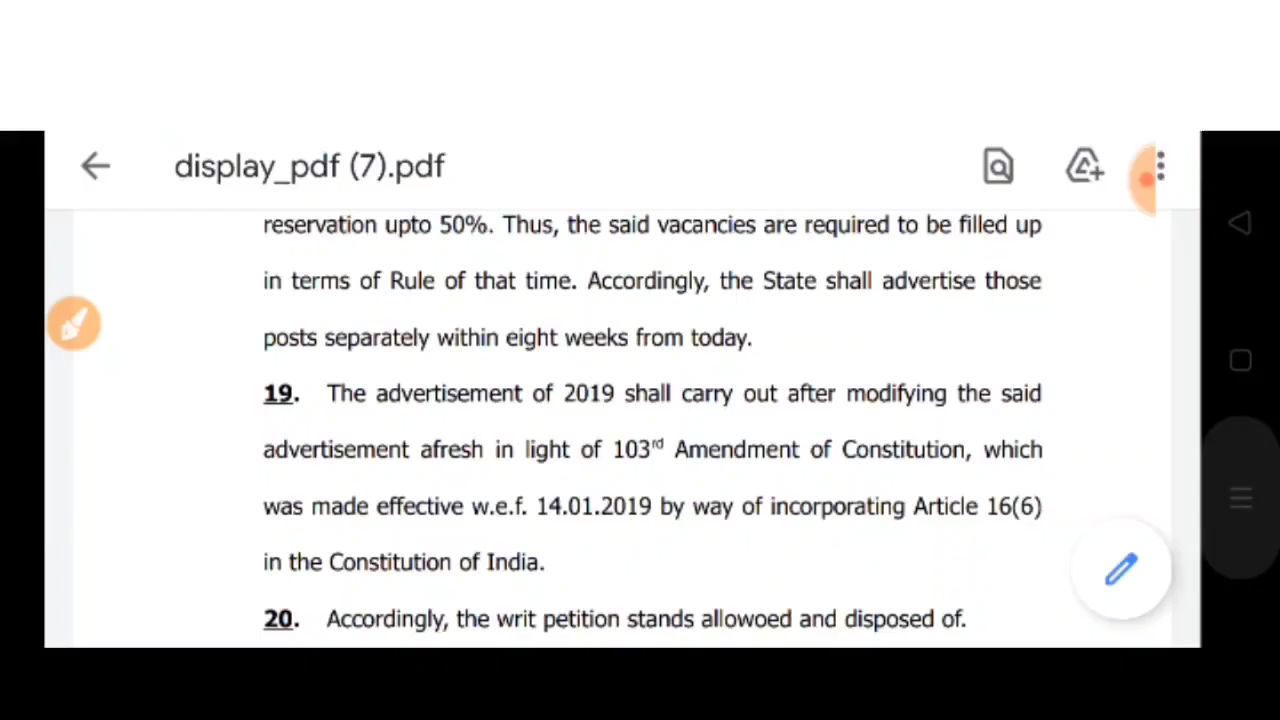 display_pdf (7).pdf
reservation upto 50%. Thus, the said vacancies are required to be filled up
in terms of Rule of that time. Accordingly, the State shall advertise those
posts separately within eight weeks from today.
19. The advertisement of 2019 shall carry out after modifying the said
advertisement afresh in light of 103rd Amendment of Constitution, which
was made effective w.e.f. 14.01.2019 by way of incorporating Article 16(6)
in the Constitution of India.
20. Accordingly, the writ petition stands allowoed and disposed of.